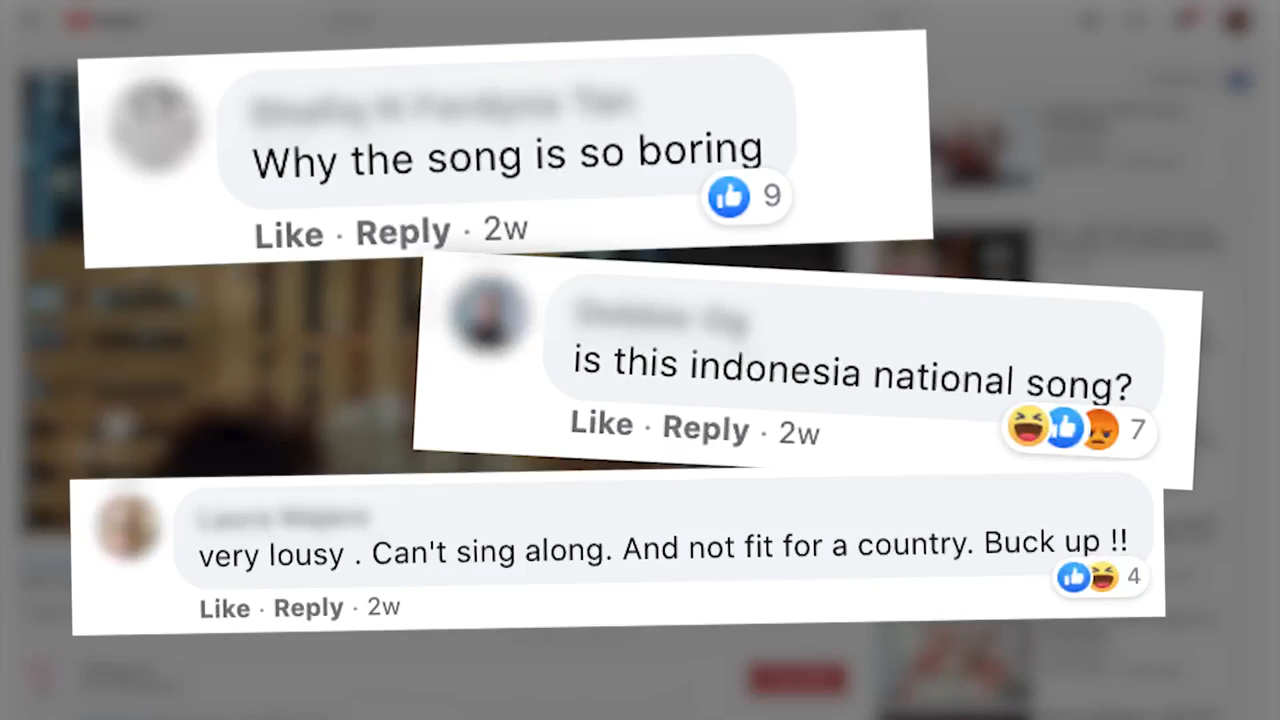 Why the song is so boring
9
Like · Reply · 2w
is this indonesia national song?
7
Like · Reply · 2w
very lousy . Can't sing along. And not fit for a country. Buck up !!
4
Like · Reply · 2w